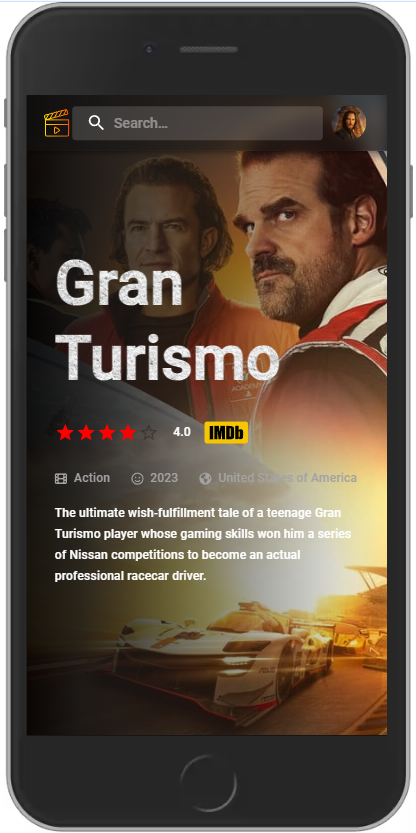 Search...
Gran
Turismo
4.0 IMDb
Action 2023 United States of America
The ultimate wish-fulfillment tale of a teenage Gran
Turismo player whose gaming skills won him a series
of Nissan competitions to become an actual
professional racecar driver.